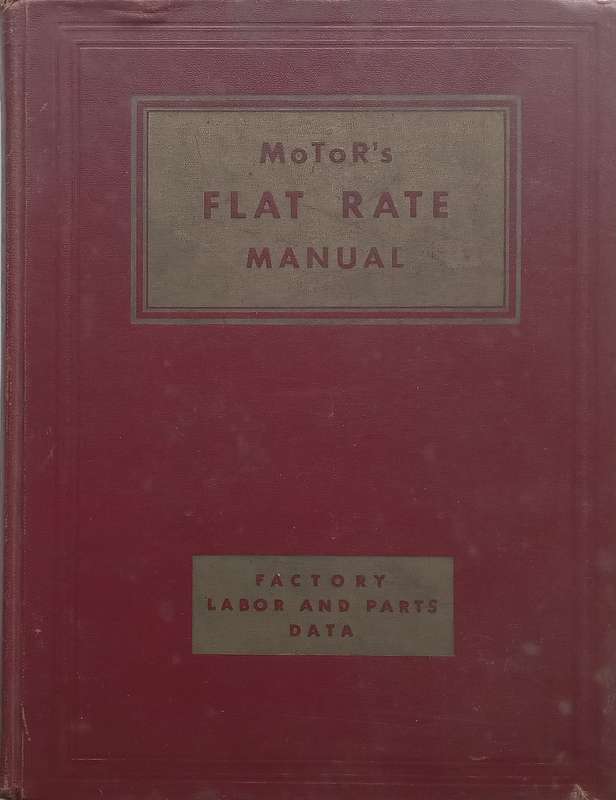 MoToR's
FLAT RATE
MANUAL
FACTORY
LABOR AND PARTS
DATA